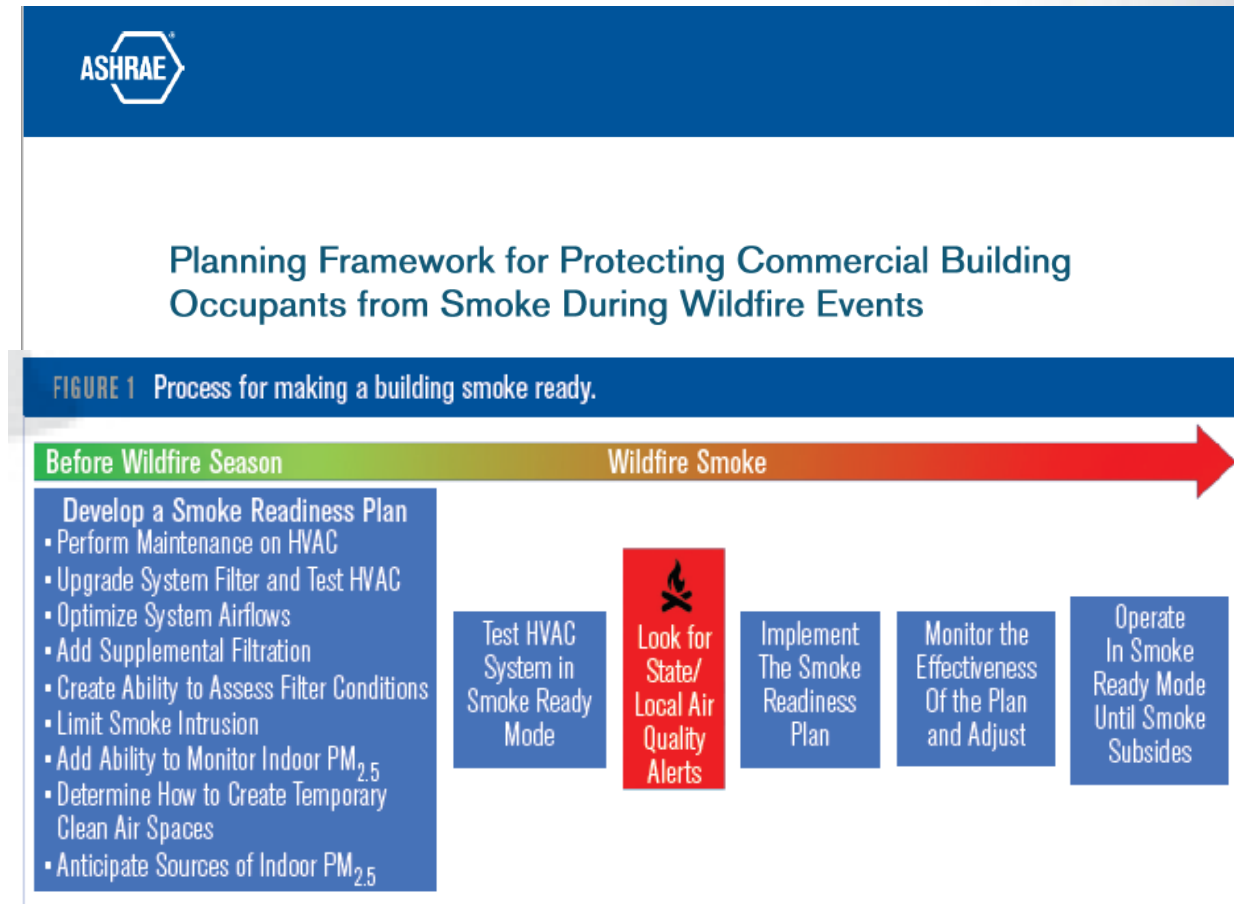 ASHRAE
Planning Framework for Protecting Commercial Building
Occupants from Smoke During Wildfire Events
FIGURE 1 Process for making a building smoke ready.
Before Wildfire Season
Wildfire Smoke
Develop a Smoke Readiness Plan
▪ Perform Maintenance on HVAC
▪ Upgrade System Filter and Test HVAC
▪ Optimize System Airflows
▪ Add Supplemental Filtration
▪ Create Ability to Assess Filter Conditions
▪ Limit Smoke Intrusion
▪ Add Ability to Monitor Indoor PM2.5
▪ Determine How to Create Temporary
Clean Air Spaces
▪ Anticipate Sources of Indoor PM2.5
Test HVAC
System in
Smoke Ready
Mode
Look for
State/
Local Air
Quality
Alerts
Implement
The Smoke
Readiness
Plan
Monitor the
Effectiveness
Of the Plan
and Adjust
Operate
In Smoke
Ready Mode
Until Smoke
Subsides